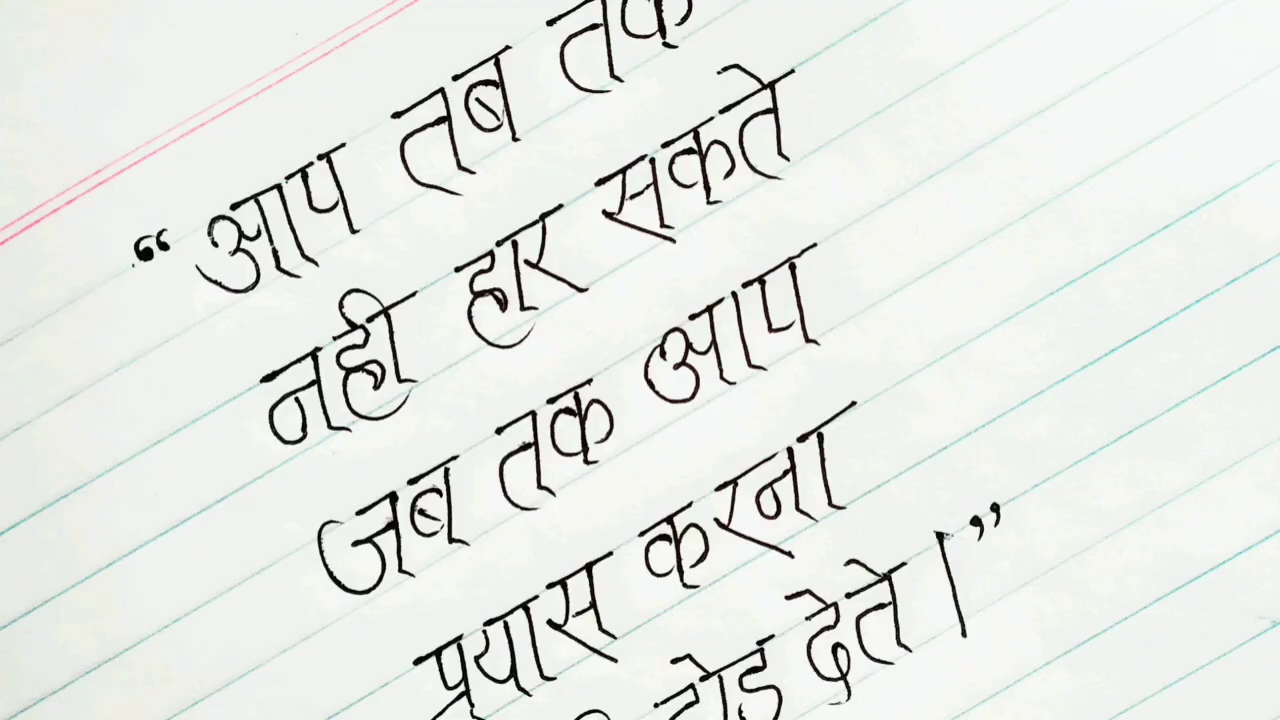 “आप तब तक
नही हार सकते
जब तक आप
प्रयास करना
देते।”